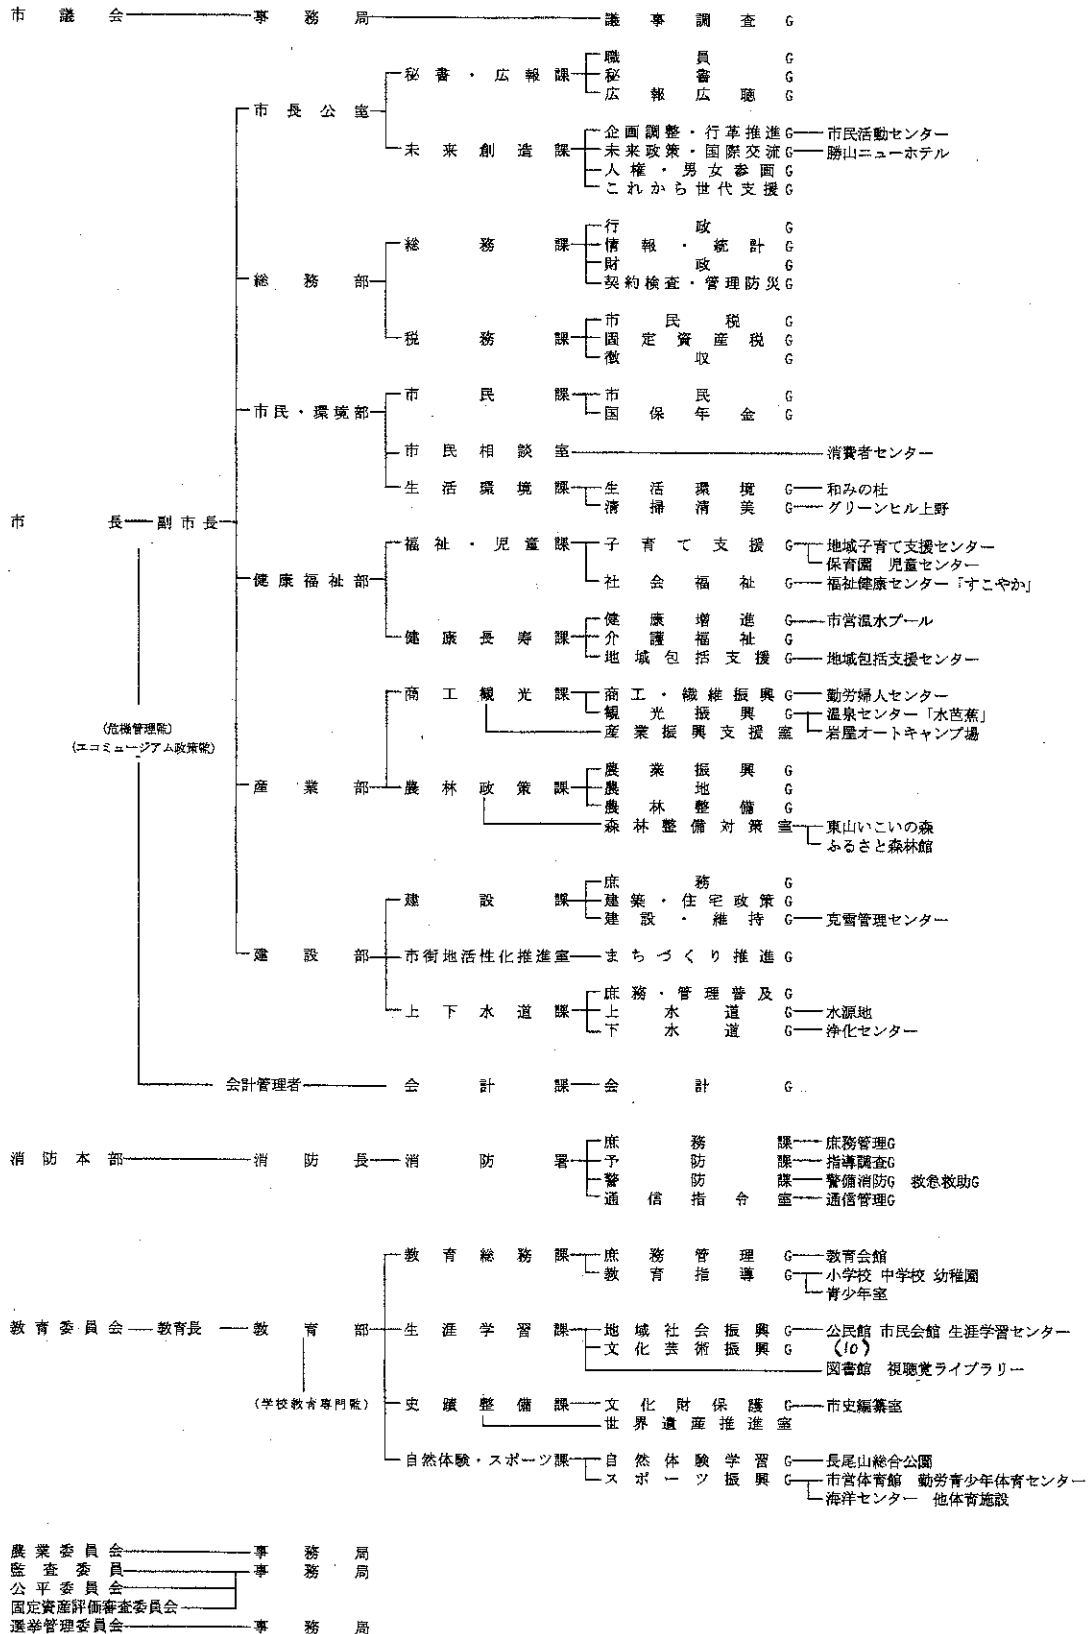 市議会 事務局 議事調査G
職員G
秘書・広報課 秘書G
広報広聴G
市長公室
企画調整・行革推進G 市民活動センター
未来創造課 未来政策・国際交流G 勝山ニューホテル
人権・男女参画G
これから世代支援G
行政G
総務課 情報・統計G
財政G
総務部 契約検査・管理防災G
市民税G
税務課 固定資産税G
徴収G
市民課 市民G
市民・環境部 国保年金G
市民相談室 消費者センター
生活環境課 生活環境G 和みの杜
清掃清美G グリーンヒル上野
市長 副市長
福祉・児童課 子育て支援G 地域子育て支援センター
保育園 児童センター
健康福祉部 社会福祉G 福祉健康センター「すこやか」
健康増進G 市営温水プール
健康長寿課 介護福祉G
地域包括支援G 地域包括支援センター
商工観光課 商工・繊維振興G 勤労婦人センター
観光振興G 温泉センター「水芭蕉」
(危機管理監) 産業振興支援室 岩屋オートキャンプ場
(エコミュージアム政策監)
農業振興G
産業部 農林政策課 農地G
農林整備G
森林整備対策室 東山いこいの森
ふるさと森林館
庶務G
建設課 建築・住宅政策G
建設・維持G 克雪管理センター
建設部 市街地活性化推進室 まちづくり推進G
庶務・管理普及G
上下水道課 上水道G 水源地
下水道G 浄化センター
会計管理者 会計課 会計G
庶務課 庶務管理G
消防本部 消防長 消防署 予防課 指導調査G
警防課 警備消防G 救急救助G
通信指令室 通信管理G
教育総務課 庶務管理G 教育会館
教育指導G 小学校 中学校 幼稚園
青少年室
教育委員会 教育長 教育部 生涯学習課 地域社会振興G 公民館 市民会館 生涯学習センター
文化芸術振興G (10)
図書館 視聴覚ライブラリー
(学校教育専門監) 史蹟整備課 文化財保護G 市史編纂室
世界遺産推進室
自然体験・スポーツ課 自然体験学習G 長尾山総合公園
スポーツ振興G 市営体育館 勤労青少年体育センター
海洋センター 他体育施設
農業委員会 事務局
監査委員 事務局
公平委員会
固定資産評価審査委員会
選挙管理委員会 事務局